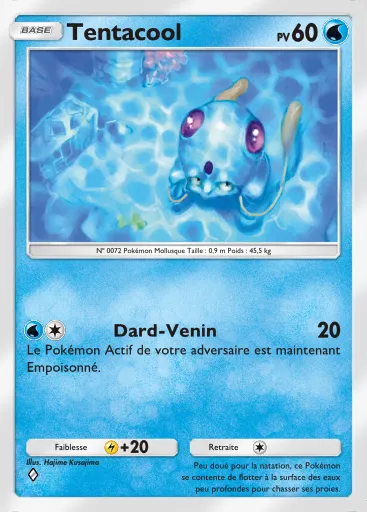 BASE Tentacool PV 60
N° 0072 Pokémon Mollusque Taille : 0,9 m Poids : 45,5 kg
Dard-Venin 20
Le Pokémon Actif de votre adversaire est maintenant
Empoisonné.
Faiblesse +20 Retraite
Illus. Hajime Kusajima
Peu doué pour la natation, ce Pokémon
se contente de flotter à la surface des eaux
peu profondes pour chasser ses proies.